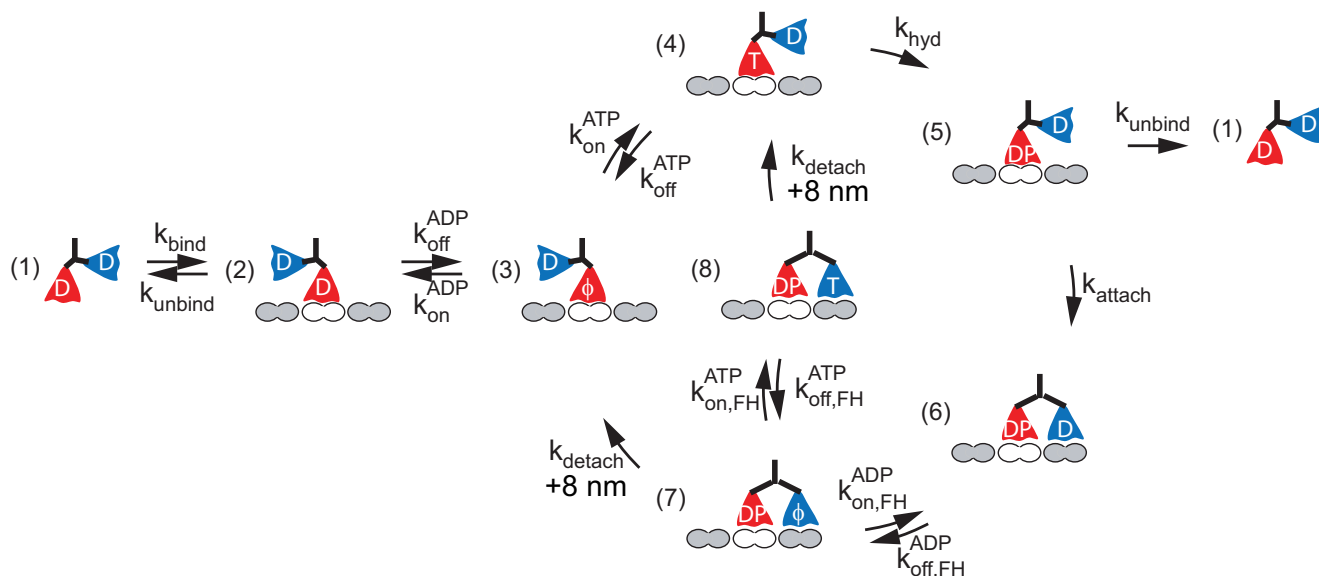 (4)
D
T
k_hyd
(5)
D
DP
k_unbind
(1)
D
D
k_on^ATP
k_off^ATP
k_detach
+8 nm
(1)
D
D
k_bind
k_unbind
(2)
D
D
k_off^ADP
k_on^ADP
(3)
D
ϕ
(8)
DP
T
k_attach
k_on,FH^ATP
k_off,FH^ATP
(6)
DP
D
k_detach
+8 nm
(7)
DP
ϕ
k_on,FH^ADP
k_off,FH^ADP